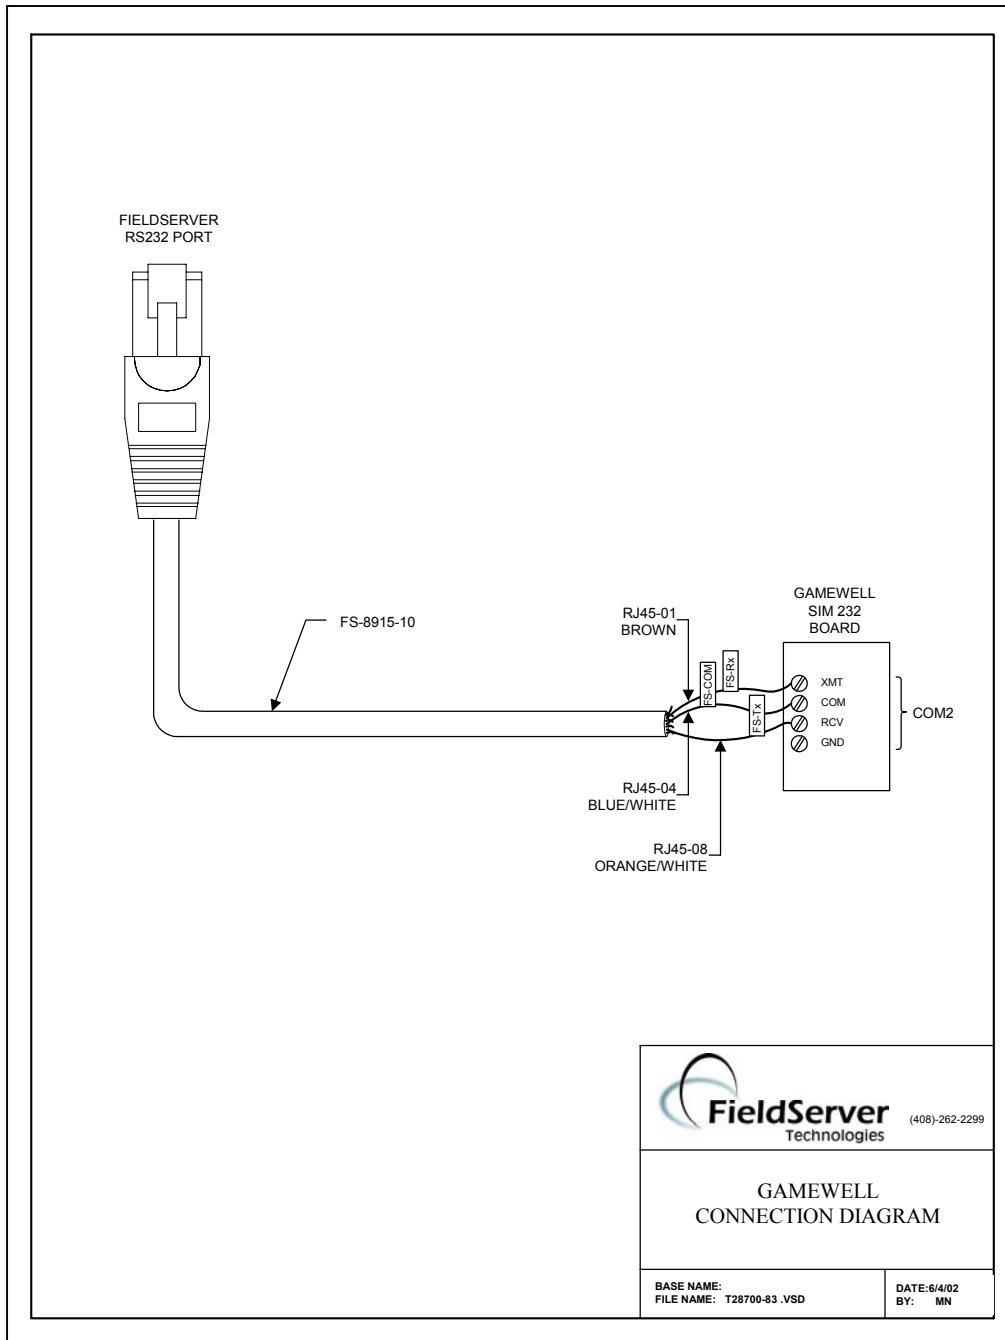 FIELDSERVER
RS232 PORT
FS-8915-10
RJ45-01
BROWN
FS-COM
FS-Rx
FS-Tx
GAMEWELL
SIM 232
BOARD
XMT
COM
RCV
GND
COM2
RJ45-04
BLUE/WHITE
RJ45-08
ORANGE/WHITE
FieldServer
Technologies
(408)-262-2299
GAMEWELL
CONNECTION DIAGRAM
BASE NAME:
FILE NAME: T28700-83 .VSD
DATE:6/4/02
BY: MN